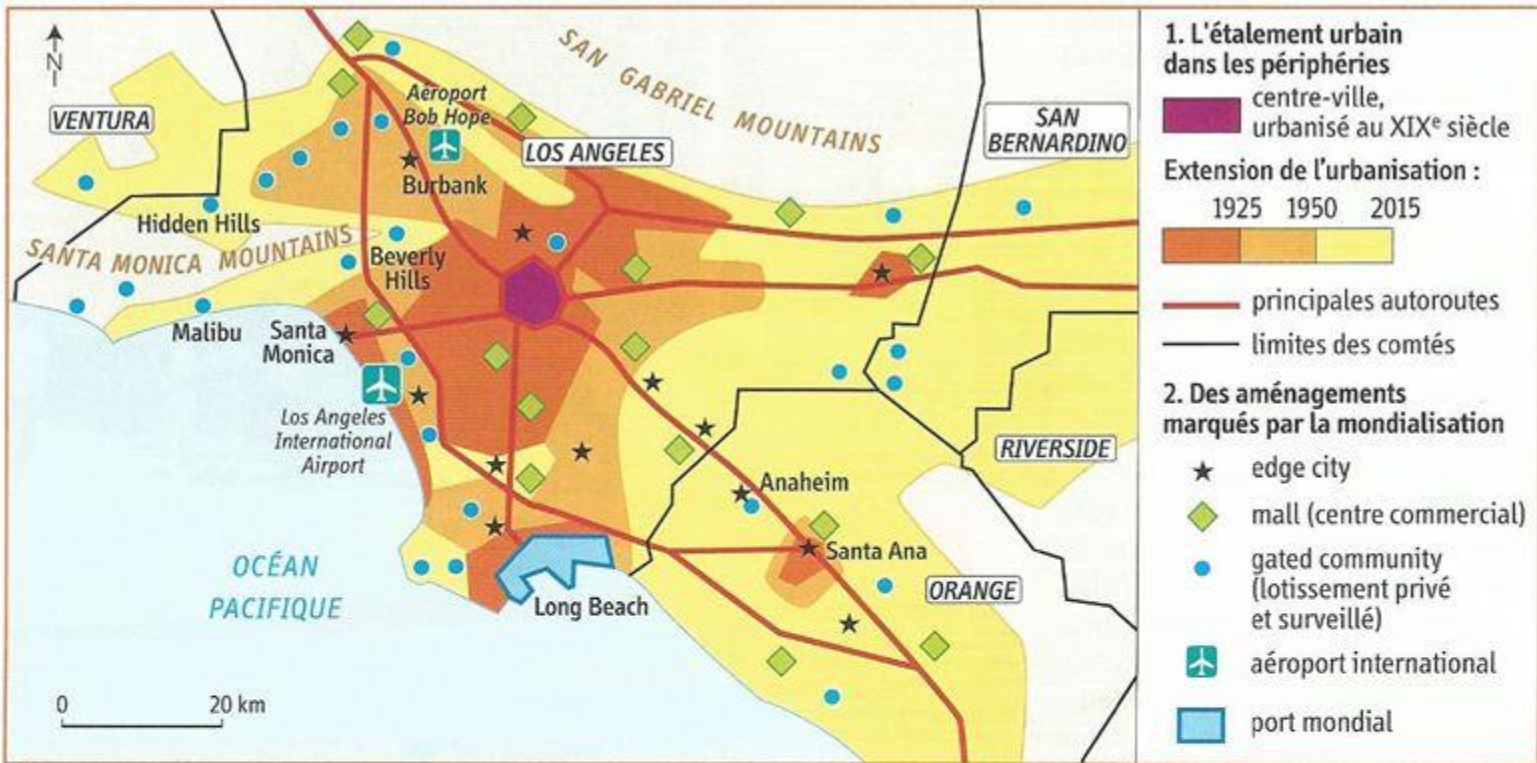 N
VENTURA
Aéroport
Bob Hope
SAN GABRIEL MOUNTAINS
LOS ANGELES
SAN
BERNARDINO
Burbank
Hidden Hills
SANTA MONICA MOUNTAINS
Beverly
Hills
Malibu
Santa
Monica
Los Angeles
International
Airport
RIVERSIDE
Anaheim
Santa Ana
OCÉAN
PACIFIQUE
Long Beach
ORANGE
0 20 km
1. L'étalement urbain
dans les périphéries
centre-ville,
urbanisé au XIXe siècle
Extension de l'urbanisation :
1925 1950 2015
principales autoroutes
limites des comtés
2. Des aménagements
marqués par la mondialisation
edge city
mall (centre commercial)
gated community
(lotissement privé
et surveillé)
aéroport international
port mondial